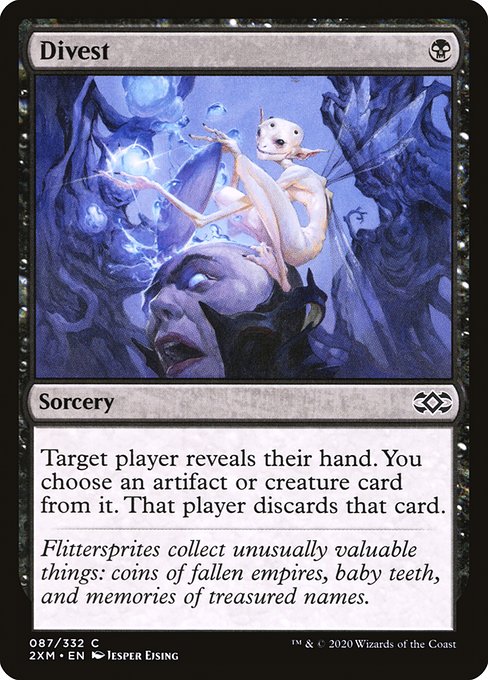 Divest
Sorcery
Target player reveals their hand. You
choose an artifact or creature card
from it. That player discards that card.
Flittersprites collect unusually valuable
things: coins of fallen empires, baby teeth,
and memories of treasured names.
087/332 C
™ & © 2020 Wizards of the Coast
2XM • EN Jesper Eising